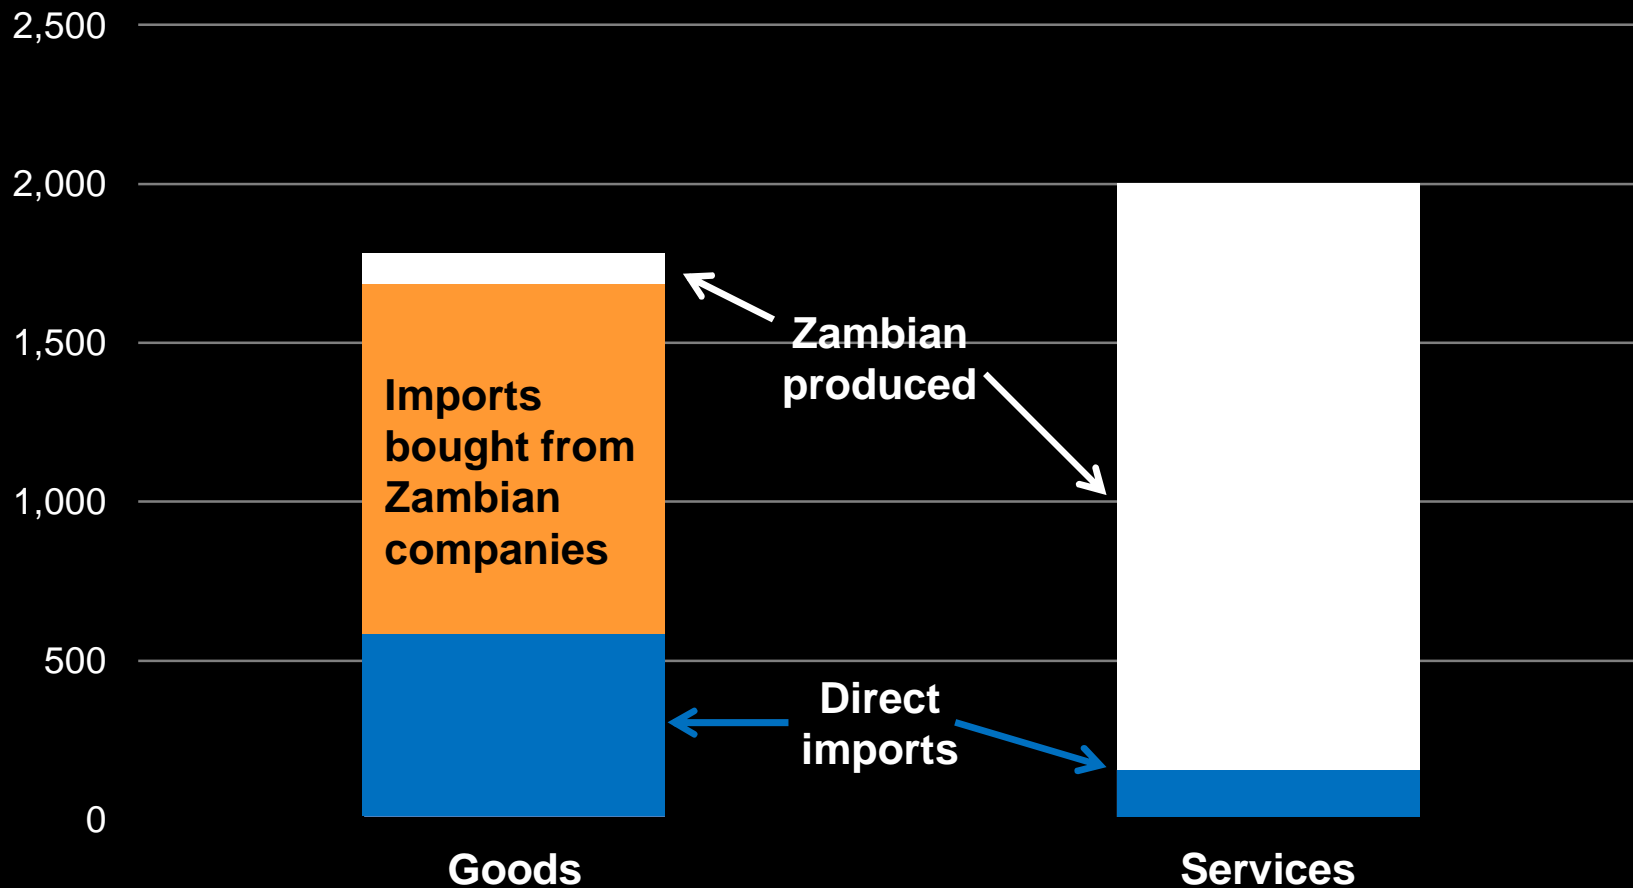 2,500
2,000
1,500
1,000
500
0
Imports
bought from
Zambian
companies
Zambian
produced
Direct
imports
Goods
Services